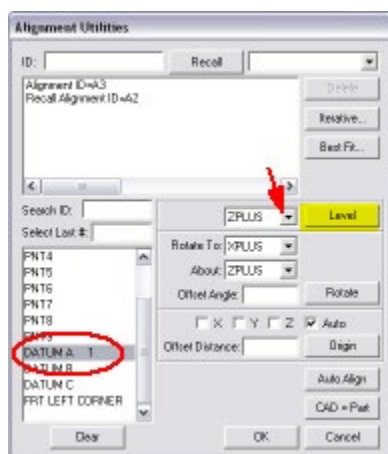 Alignment Utilities
ID:
Recall
Alignment ID=A3
Recall Alignment ID=A2
Delete
Iterative...
Best Fit...
Search ID:
ZPLUS
Level
Select Last #:
Rotate To: XPLUS
PNT4
PNT5
About: ZPLUS
PNT6
Offset Angle:
Rotate
PNT7
PNT8
X Y Z Auto
PNT9
DATUM A 1
Offset Distance:
Origin
DATUM B
DATUM C
Auto Align
FRT LEFT CORNER
CAD = Part
Clear
OK
Cancel